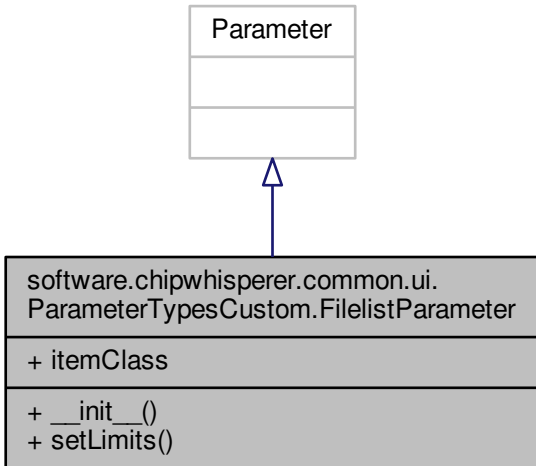 Parameter
software.chipwhisperer.common.ui.
ParameterTypesCustom.FilelistParameter
+ itemClass
+ __init__()
+ setLimits()